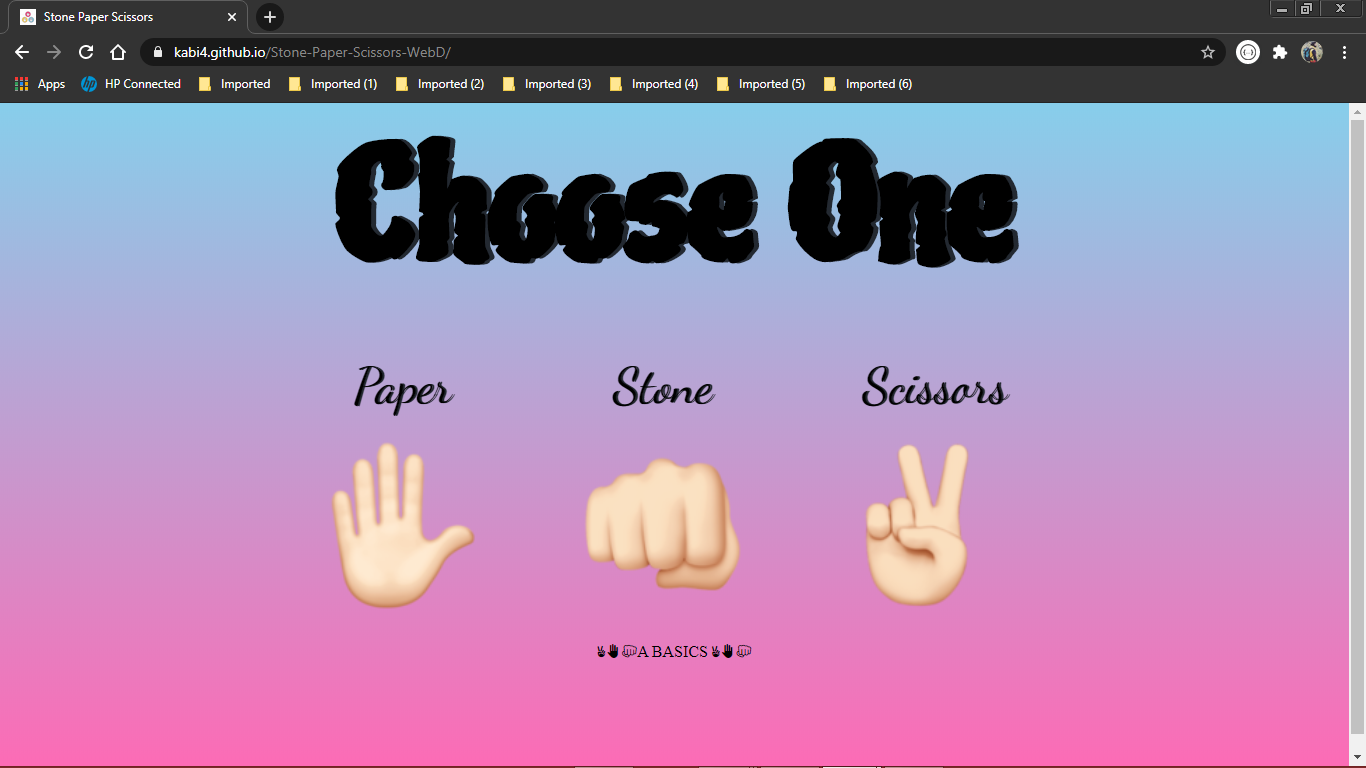 Stone Paper Scissors
kabi4.github.io/Stone-Paper-Scissors-WebD/
Apps HP Connected Imported Imported (1) Imported (2) Imported (3) Imported (4) Imported (5) Imported (6)
Choose One
Paper Stone Scissors
✌🤚👊A BASICS✌🤚👊